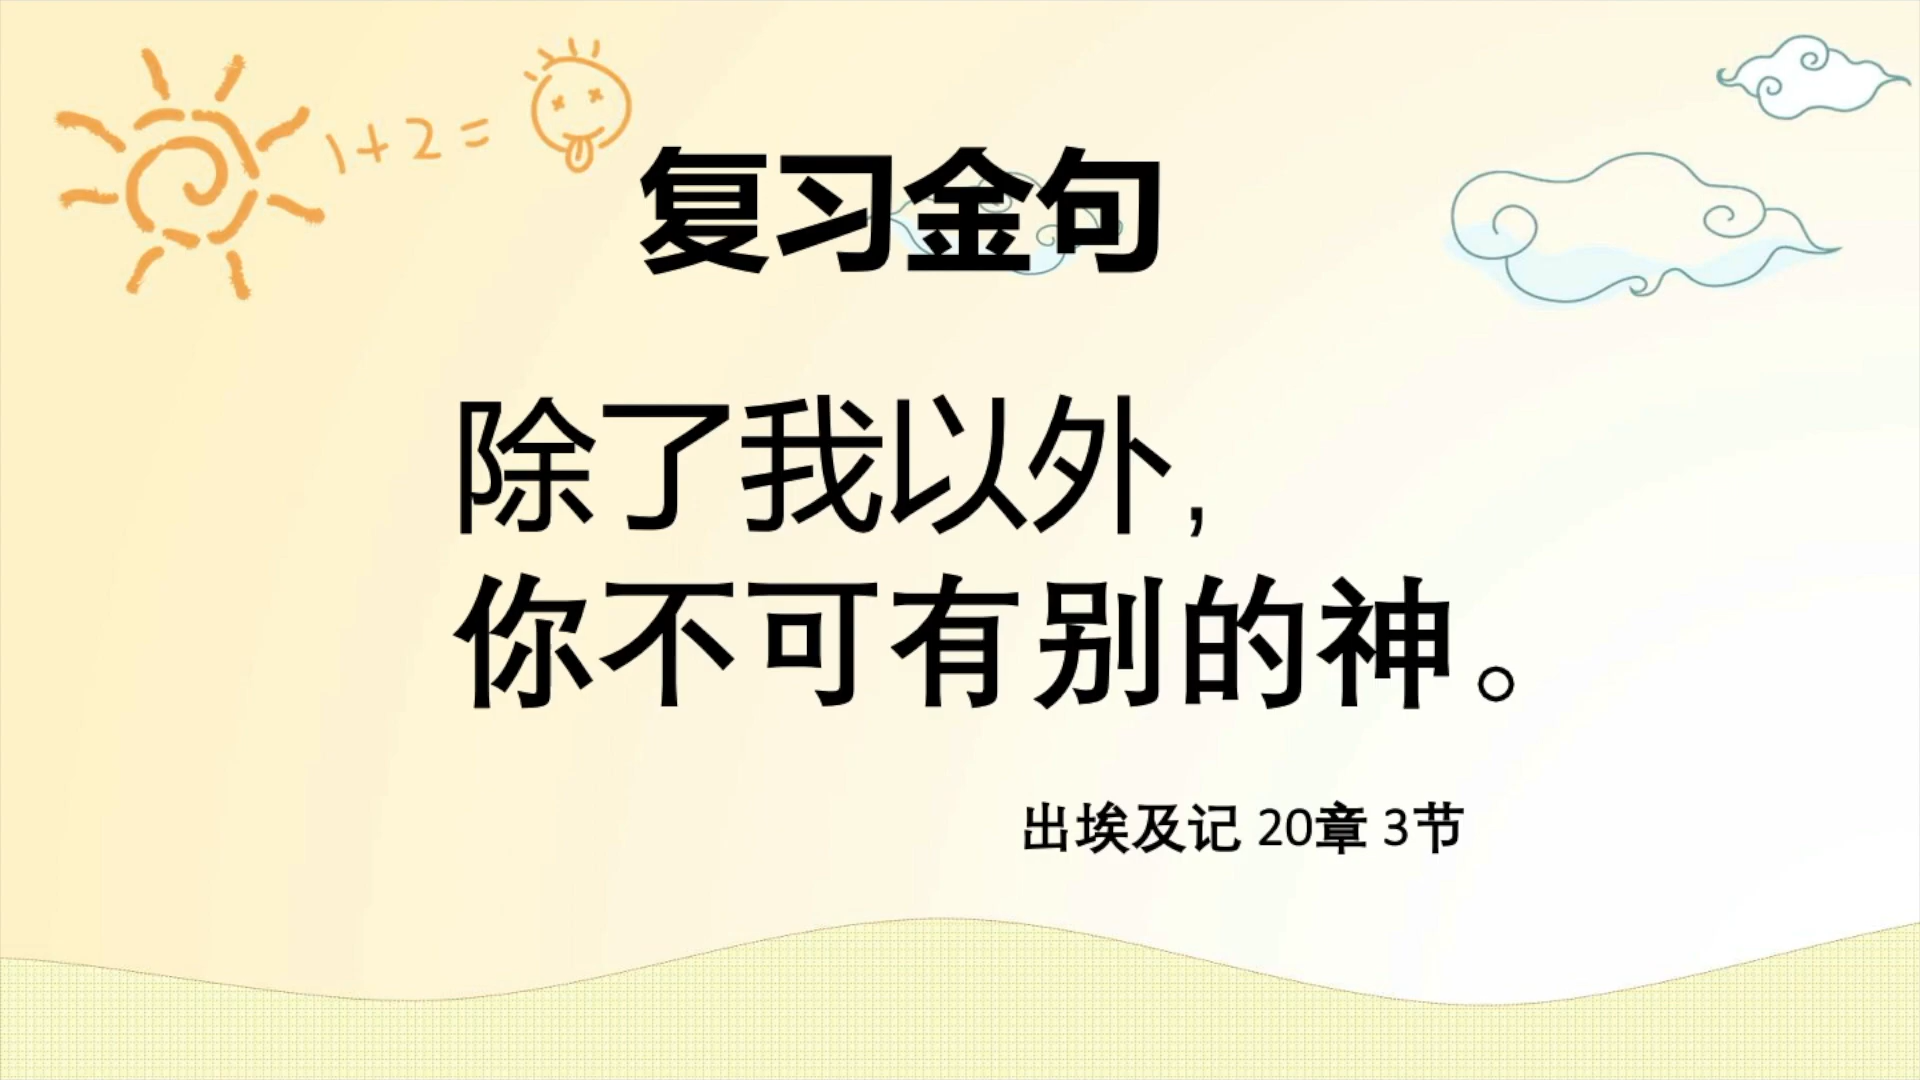 1+2=
复习金句
除了我以外,
你不可有别的神。
出埃及记 20章 3节